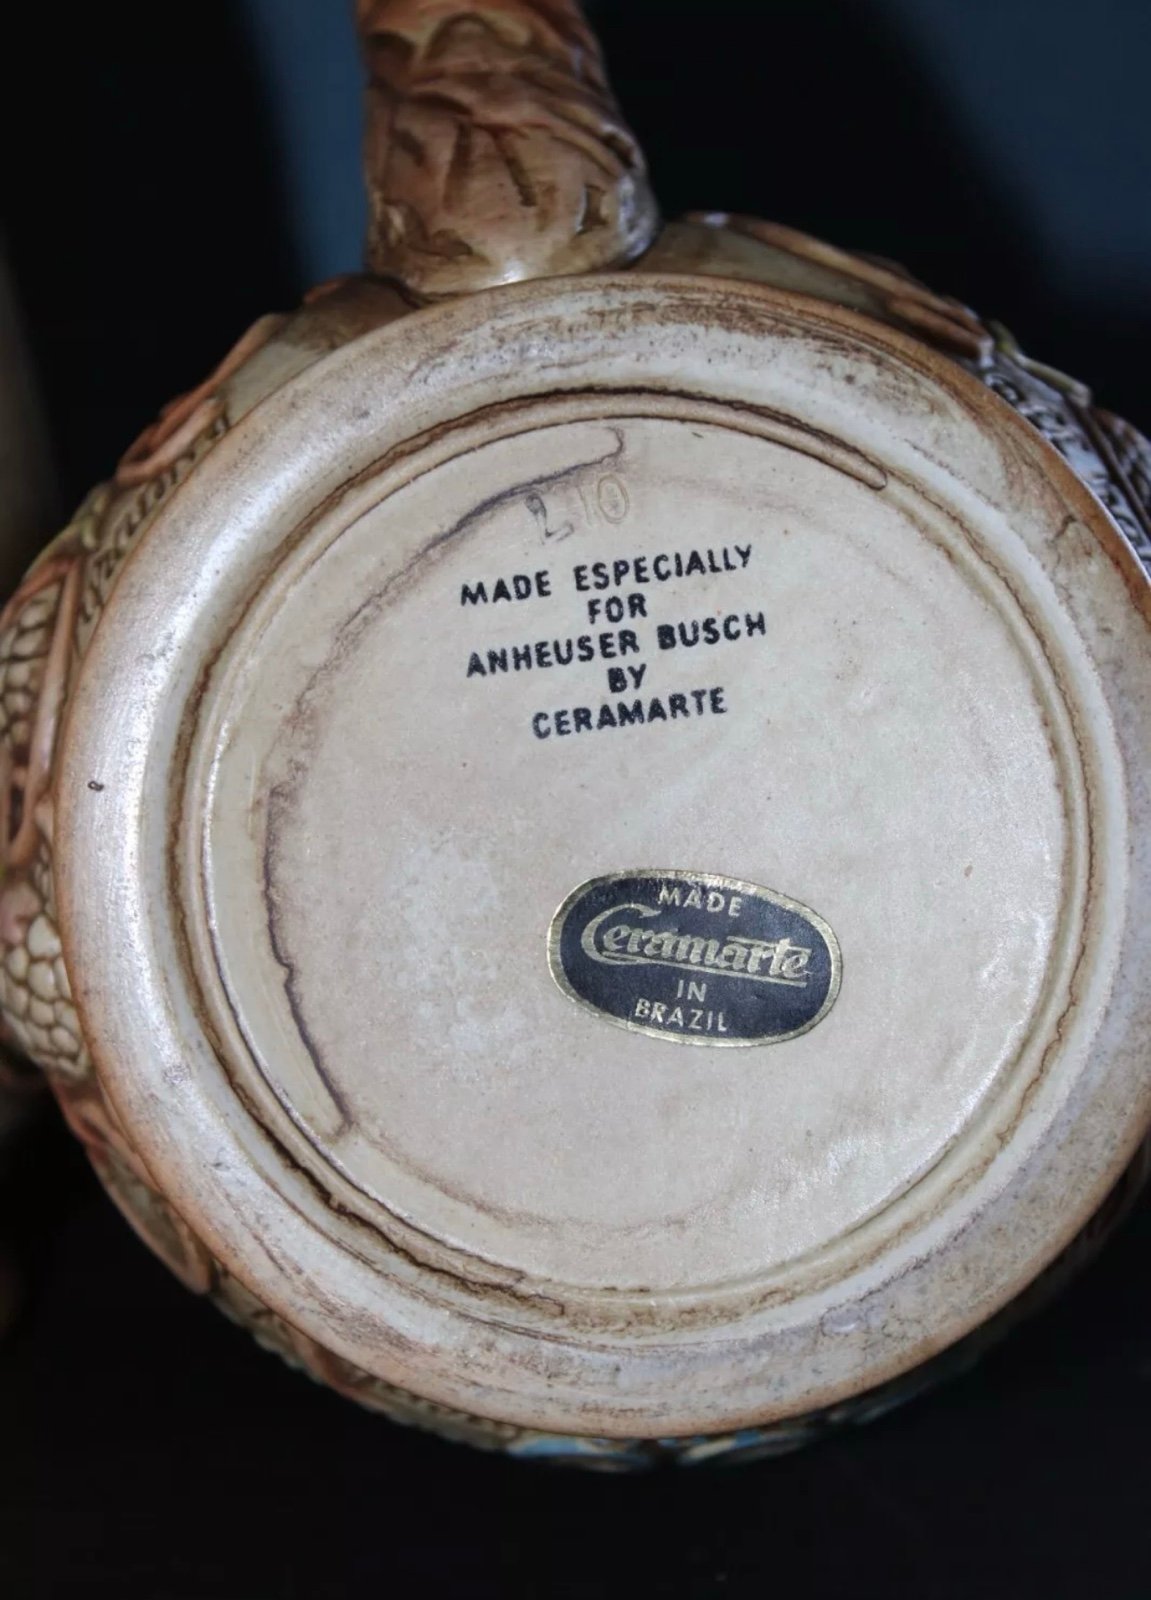 210
MADE ESPECIALLY
FOR
ANHEUSER BUSCH
BY
CERAMARTE
MADE
Ceramarte
IN
BRAZIL